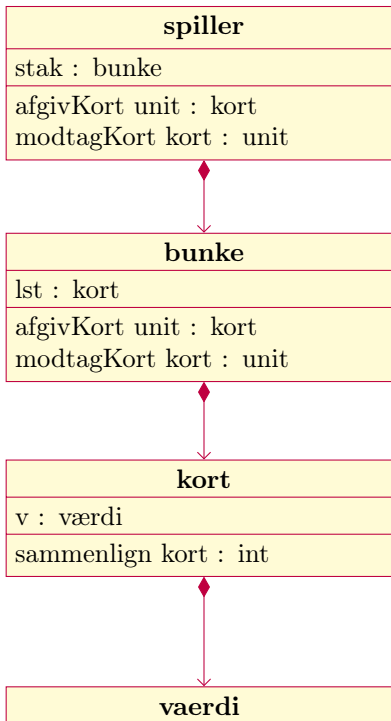 spiller
stak : bunke
afgivKort unit : kort
modtagKort kort : unit
bunke
lst : kort
afgivKort unit : kort
modtagKort kort : unit
kort
v : værdi
sammenlign kort : int
vaerdi